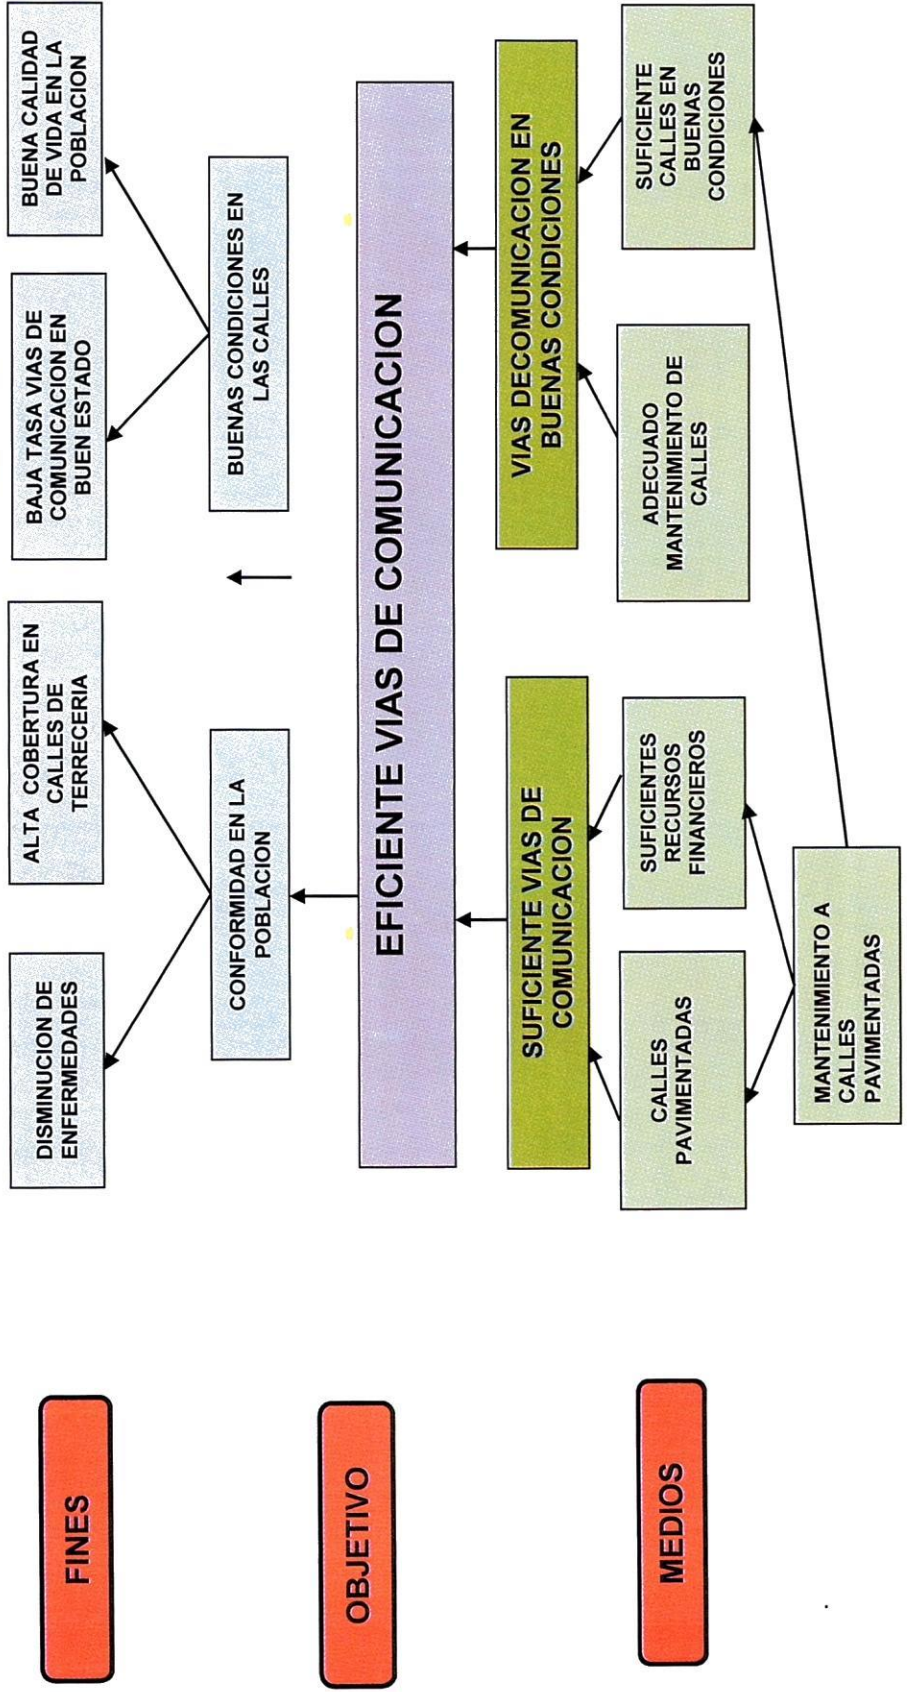 FINES
DISMINUCION DE
ENFERMEDADES
ALTA COBERTURA EN
CALLES DE
TERRECERIA
BAJA TASA VIAS DE
COMUNICACION EN
BUEN ESTADO
BUENA CALIDAD
DE VIDA EN LA
POBLACION
CONFORMIDAD EN LA
POBLACION
BUENAS CONDICIONES EN
LAS CALLES
OBJETIVO
EFICIENTE VIAS DE COMUNICACION
SUFICIENTE VIAS DE
COMUNICACION
VIAS DECOMUNICACION EN
BUENAS CONDICIONES
MEDIOS
CALLES
PAVIMENTADAS
SUFICIENTES
RECURSOS
FINANCIEROS
ADECUADO
MANTENIMIENTO DE
CALLES
SUFICIENTE
CALLES EN
BUENAS
CONDICIONES
MANTENIMIENTO A
CALLES
PAVIMENTADAS